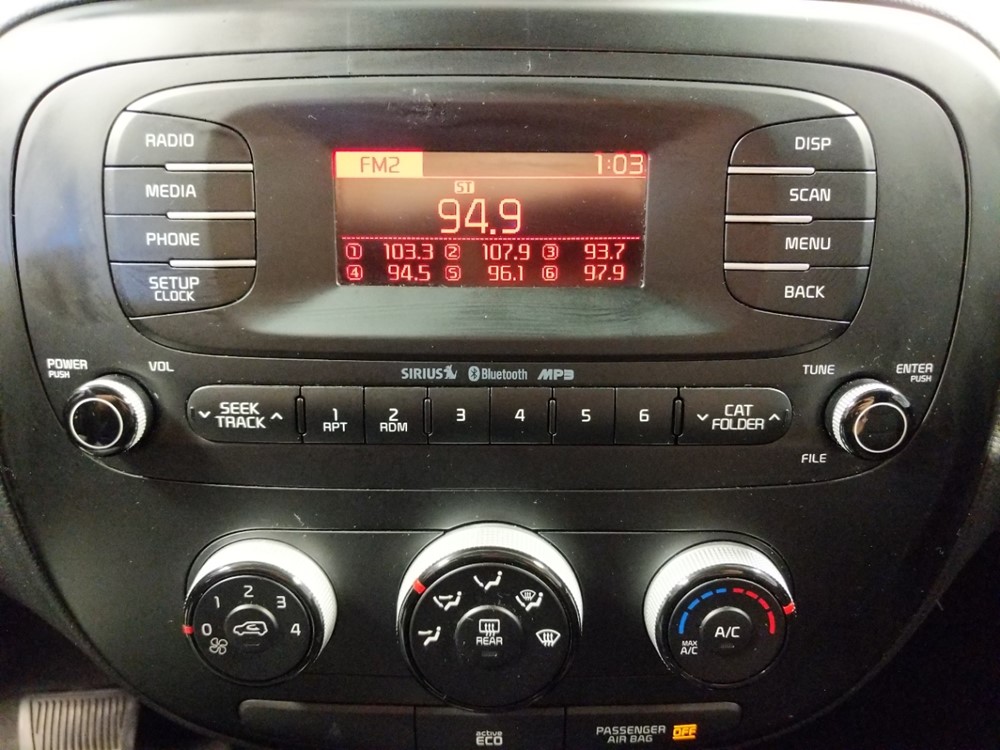 RADIO
MEDIA
PHONE
SETUP
CLOCK
FM2 1:03
ST
94.9
1 103.3 2 107.9 3 93.7
4 94.5 5 96.1 6 97.9
DISP
SCAN
MENU
BACK
POWER
PUSH
VOL
SIRIUS Bluetooth MP3
TUNE
ENTER
PUSH
SEEK
TRACK
1
RPT
2
RDM
3
4
5
6
CAT
FOLDER
FILE
0 1 2 3 4
REAR
A/C
MAX
A/C
active
ECO
PASSENGER
AIR BAG OFF